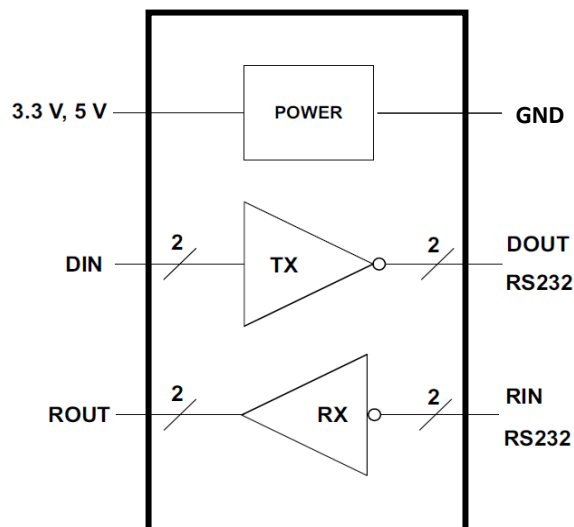 3.3 V, 5 V
POWER
GND
DIN
2
TX
2
DOUT
RS232
ROUT
2
RX
2
RIN
RS232